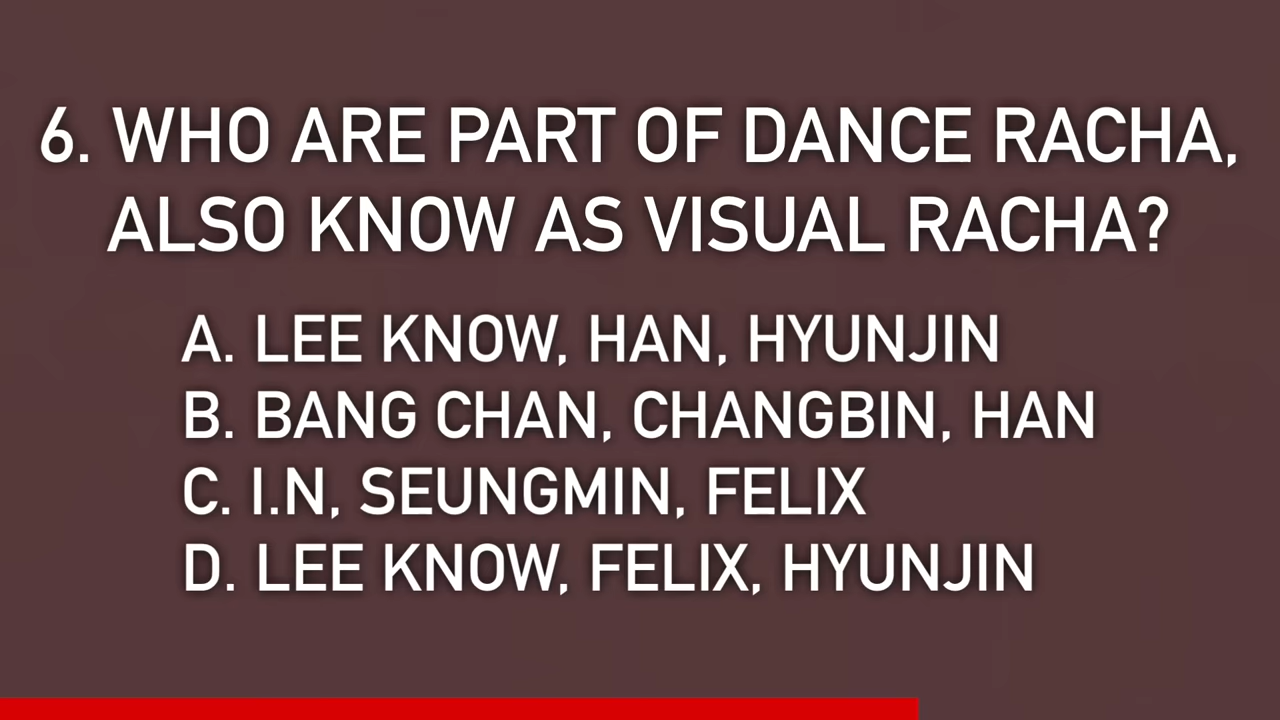 6. WHO ARE PART OF DANCE RACHA,
ALSO KNOW AS VISUAL RACHA?
A. LEE KNOW, HAN, HYUNJIN
B. BANG CHAN, CHANGBIN, HAN
C. I.N, SEUNGMIN, FELIX
D. LEE KNOW, FELIX, HYUNJIN